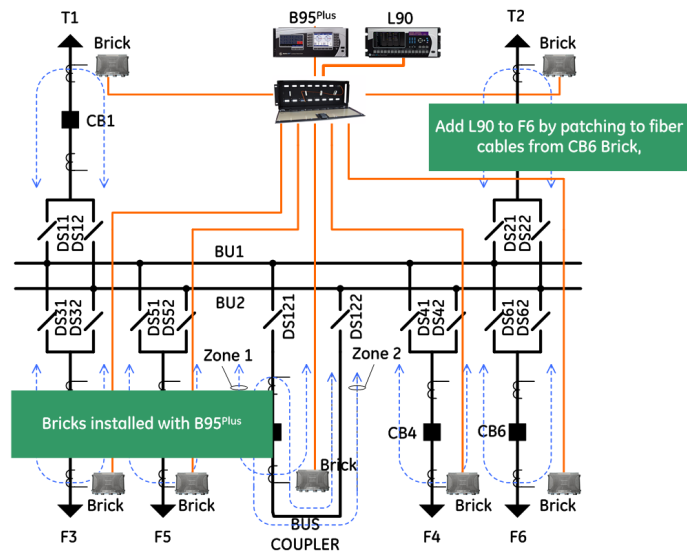 T1
B95Plus
L90
T2
Brick
Brick
CB1
Add L90 to F6 by patching to fiber
cables from CB6 Brick,
DS11
DS12
DS21
DS22
BU1
BU2
DS31
DS32
DS51
DS52
DS121
DS122
DS41
DS42
DS61
DS62
Zone 1
Zone 2
Bricks installed with B95Plus
CB4
CB6
Brick
Brick
Brick
Brick
Brick
F3
F5
BUS
COUPLER
F4
F6